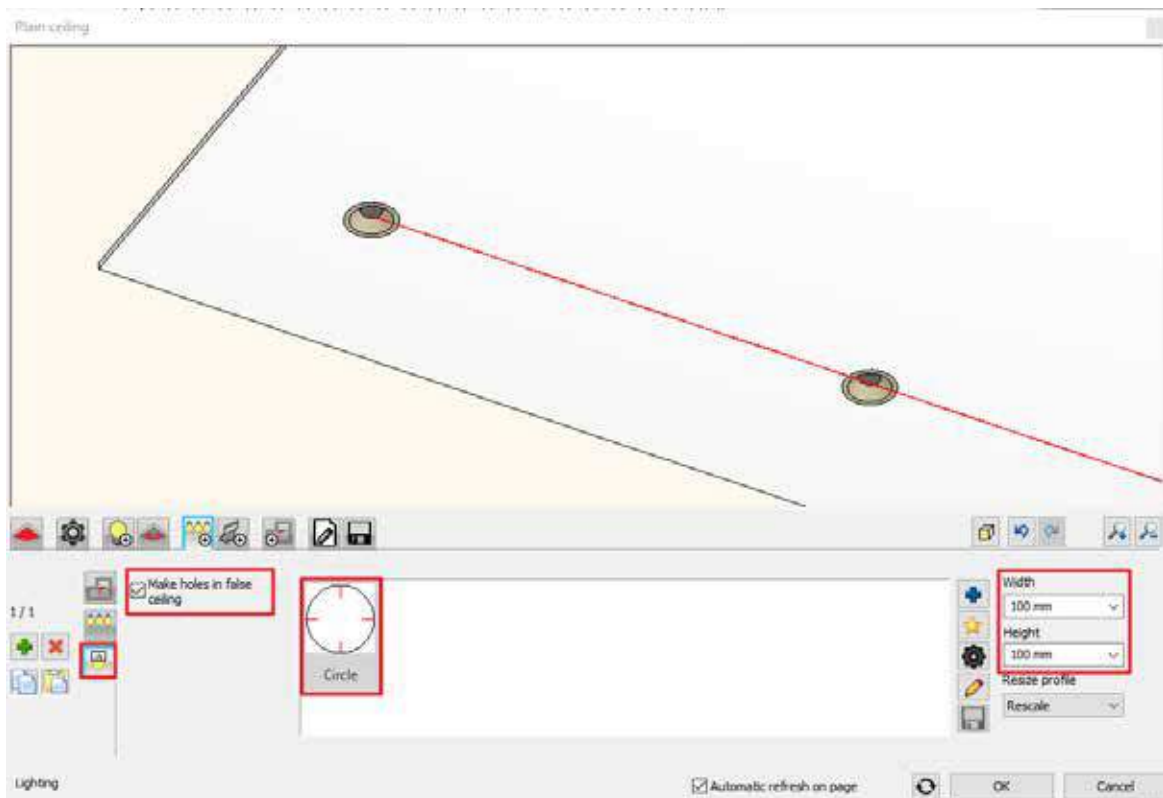 Plain ceiling
1 / 1
Make holes in false
ceiling
Circle
Width
100 mm
Height
100 mm
Resize profile
Rescale
Lighting
Automatic refresh on page
OK
Cancel